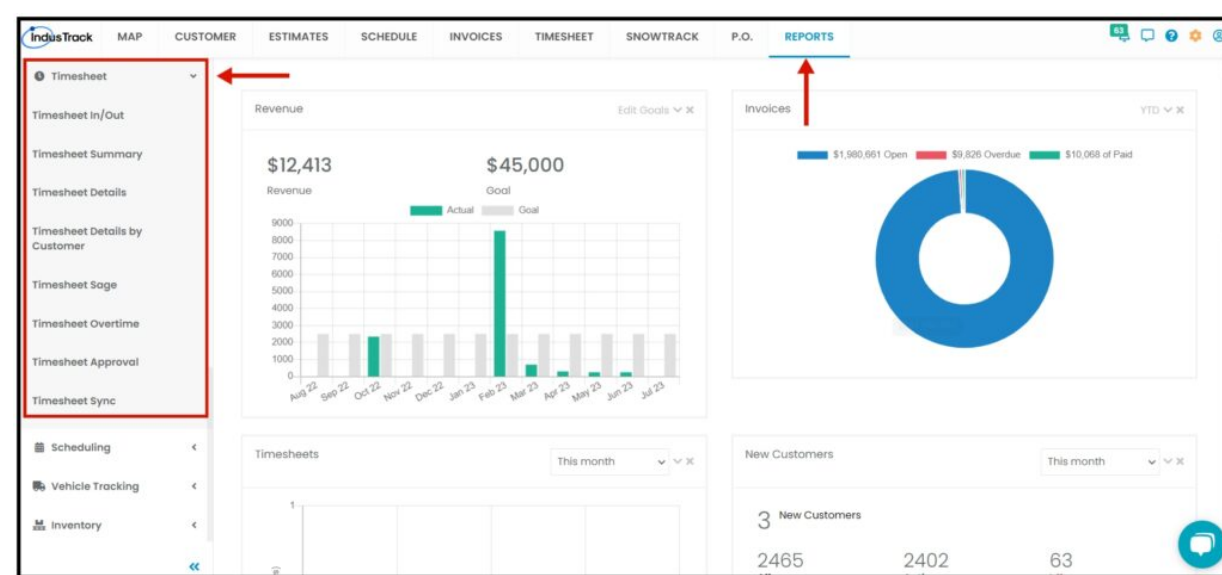 IndusTrack MAP CUSTOMER ESTIMATES SCHEDULE INVOICES TIMESHEET SNOWTRACK P.O. REPORTS 63
Timesheet
Timesheet In/Out
Timesheet Summary
Timesheet Details
Timesheet Details by
Customer
Timesheet Sage
Timesheet Overtime
Timesheet Approval
Timesheet Sync
Scheduling
Vehicle Tracking
Inventory
Revenue Edit Goals
$12,413 $45,000
Revenue Goal
Actual Goal
9000
8000
7000
6000
5000
4000
3000
2000
1000
0
Aug 22 Sep 22 Oct 22 Nov 22 Dec 22 Jan 23 Feb 23 Mar 23 Apr 23 May 23 Jun 23 Jul 23
Invoices YTD
$1,980,661 Open $9,826 Overdue $10,068 of Paid
Timesheets This month
1
New Customers This month
3 New Customers
2465 2402 63